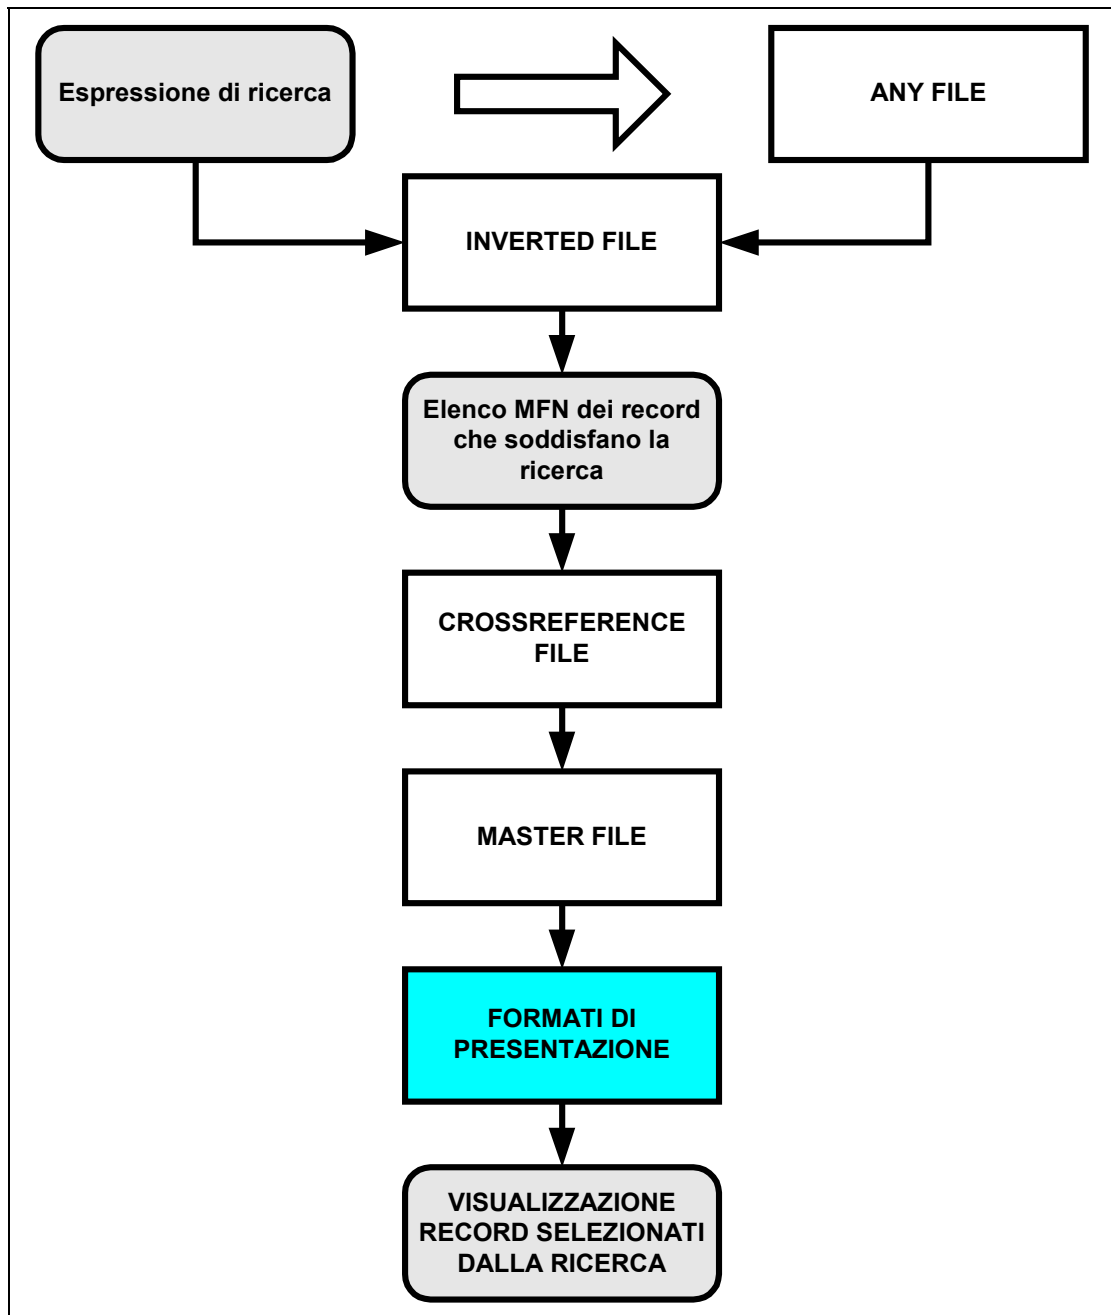 Espressione di ricerca
ANY FILE
INVERTED FILE
Elenco MFN dei record
che soddisfano la
ricerca
CROSSREFERENCE
FILE
MASTER FILE
FORMATI DI
PRESENTAZIONE
VISUALIZZAZIONE
RECORD SELEZIONATI
DALLA RICERCA